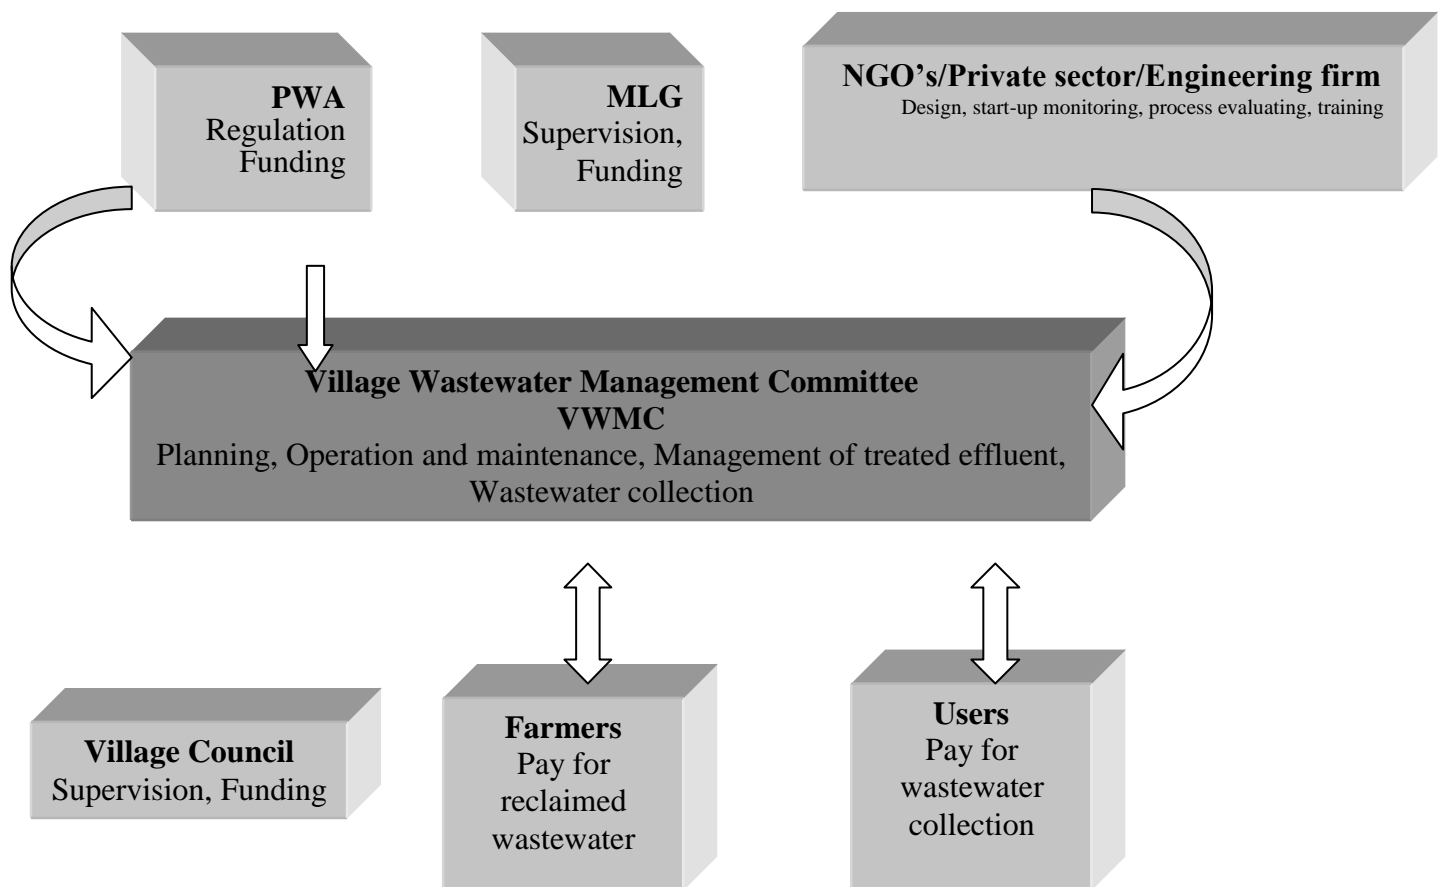 PWA
Regulation
Funding
MLG
Supervision,
Funding
NGO’s/Private sector/Engineering firm
Design, start-up monitoring, process evaluating, training
Village Wastewater Management Committee
VWMC
Planning, Operation and maintenance, Management of treated effluent,
Wastewater collection
Village Council
Supervision, Funding
Farmers
Pay for
reclaimed
wastewater
Users
Pay for
wastewater
collection